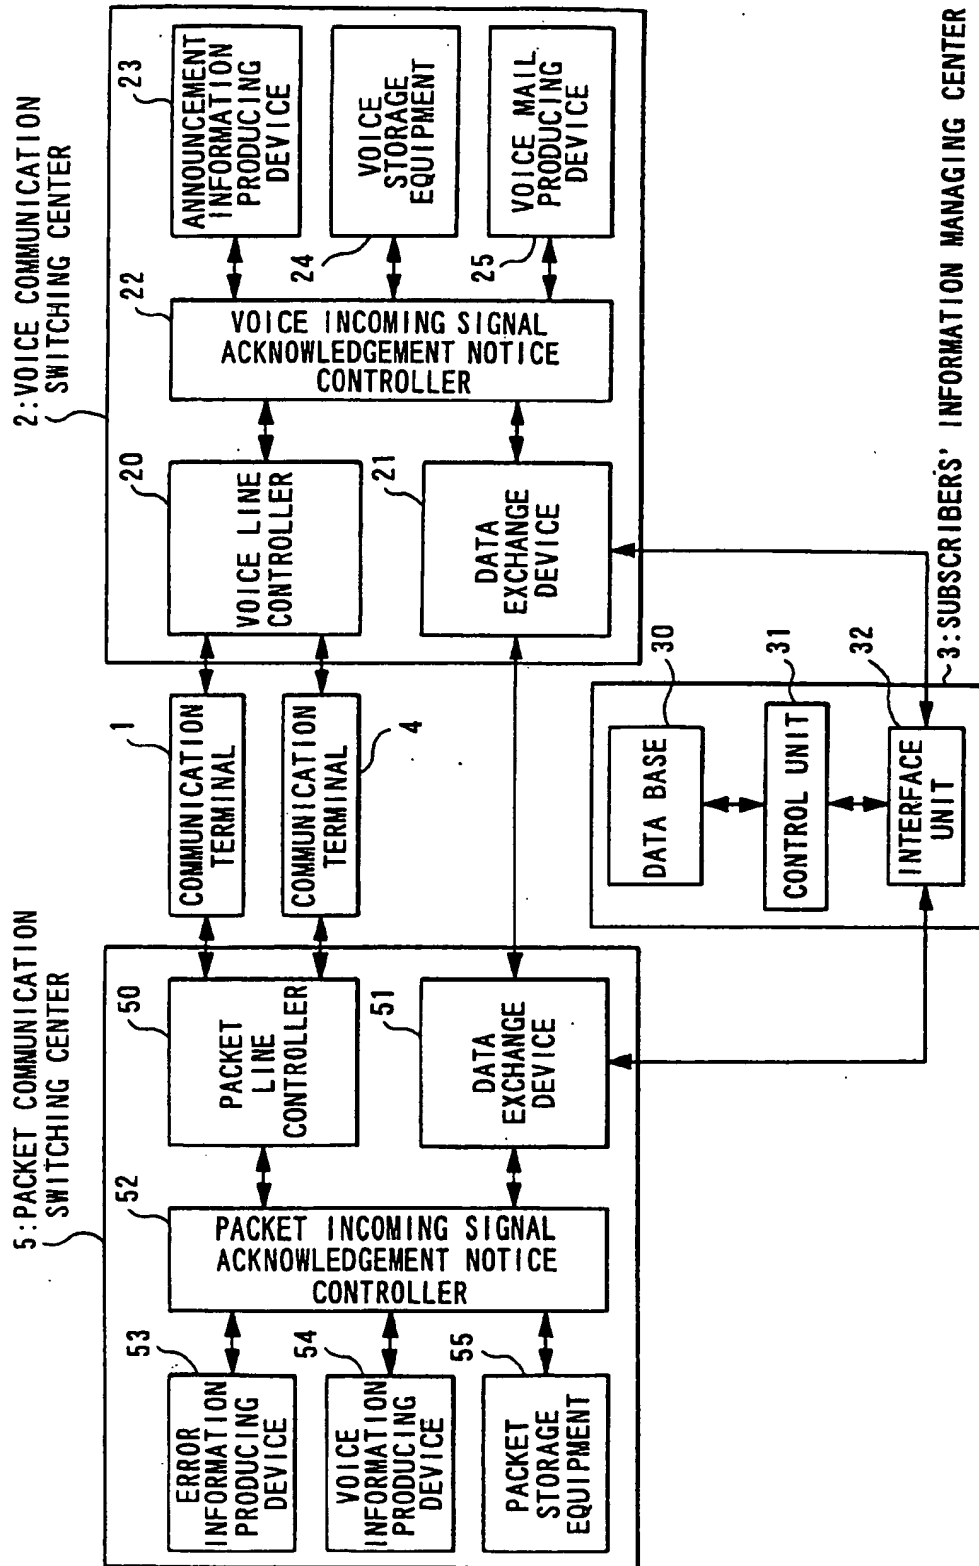 5:PACKET COMMUNICATION
SWITCHING CENTER
2:VOICE COMMUNICATION
SWITCHING CENTER
53
ERROR
INFORMATION
PRODUCING
DEVICE
54
VOICE
INFORMATION
PRODUCING
DEVICE
55
PACKET
STORAGE
EQUIPMENT
52
PACKET INCOMING SIGNAL
ACKNOWLEDGEMENT NOTICE
CONTROLLER
50
PACKET
LINE
CONTROLLER
51
DATA
EXCHANGE
DEVICE
1
COMMUNICATION
TERMINAL
COMMUNICATION
TERMINAL
4
20
VOICE LINE
CONTROLLER
21
DATA
EXCHANGE
DEVICE
22
VOICE INCOMING SIGNAL
ACKNOWLEDGEMENT NOTICE
CONTROLLER
23
ANNOUNCEMENT
INFORMATION
PRODUCING
DEVICE
VOICE
STORAGE
EQUIPMENT
24
25
VOICE MAIL
PRODUCING
DEVICE
30
DATA BASE
31
CONTROL UNIT
32
INTERFACE
UNIT
3:SUBSCRIBERS' INFORMATION MANAGING CENTER